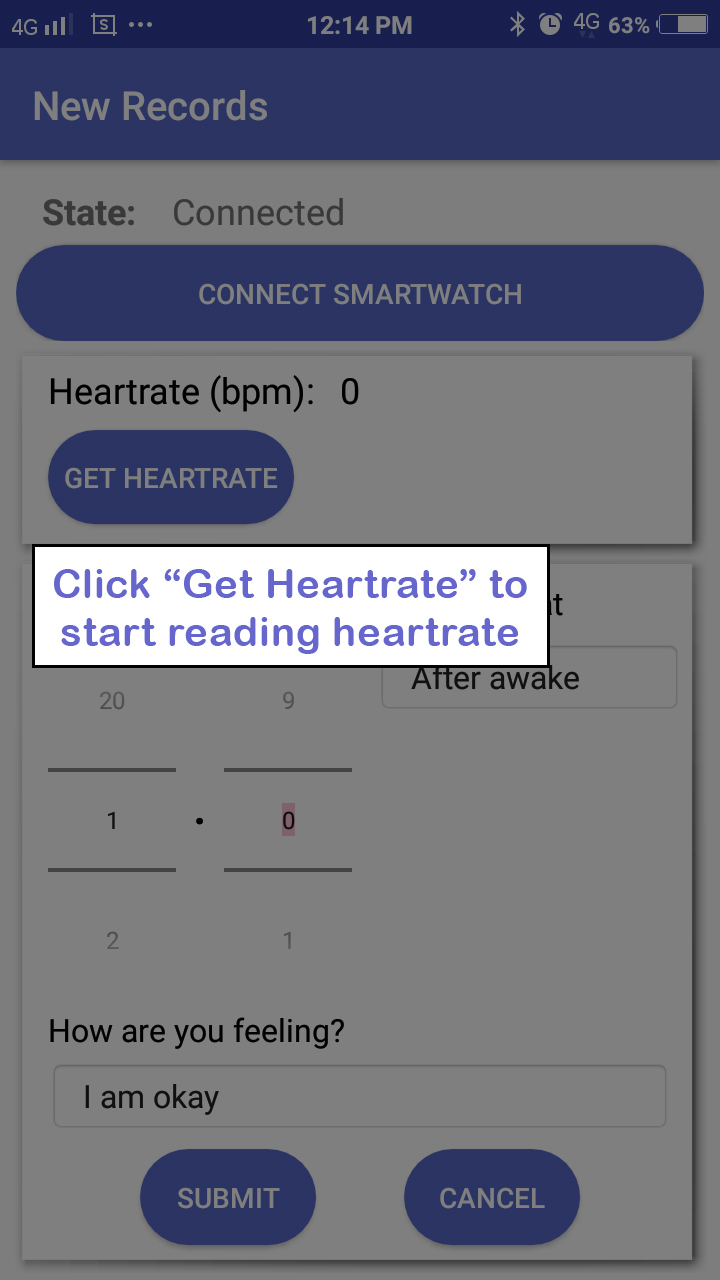 4G S ... 12:14 PM 4G 63%
New Records
State: Connected
CONNECT SMARTWATCH
Heartrate (bpm): 0
GET HEARTRATE
Click “Get Heartrate” to
start reading heartrate
After awake
20 9
1 . 0
2 1
How are you feeling?
I am okay
SUBMIT CANCEL